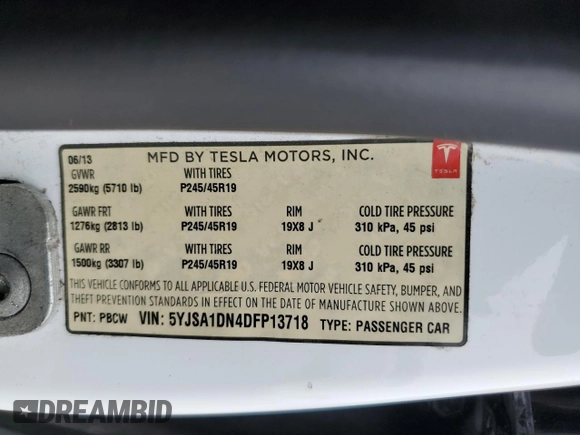 06/13 MFD BY TESLA MOTORS, INC. TESLA
GVWR WITH TIRES
2590kg (5710 lb) P245/45R19
GAWR FRT WITH TIRES RIM COLD TIRE PRESSURE
1276kg (2813 lb) P245/45R19 19X8 J 310 kPa, 45 psi
GAWR RR WITH TIRES RIM COLD TIRE PRESSURE
1500kg (3307 lb) P245/45R19 19X8 J 310 kPa, 45 psi
THIS VEHICLE CONFORMS TO ALL APPLICABLE U.S. FEDERAL MOTOR VEHICLE SAFETY, BUMPER, AND
THEFT PREVENTION STANDARDS IN EFFECT ON THE DATE OF MANUFACTURE SHOWN ABOVE.
PNT: PBCW VIN: 5YJSA1DN4DFP13718 TYPE: PASSENGER CAR
DREAMBID